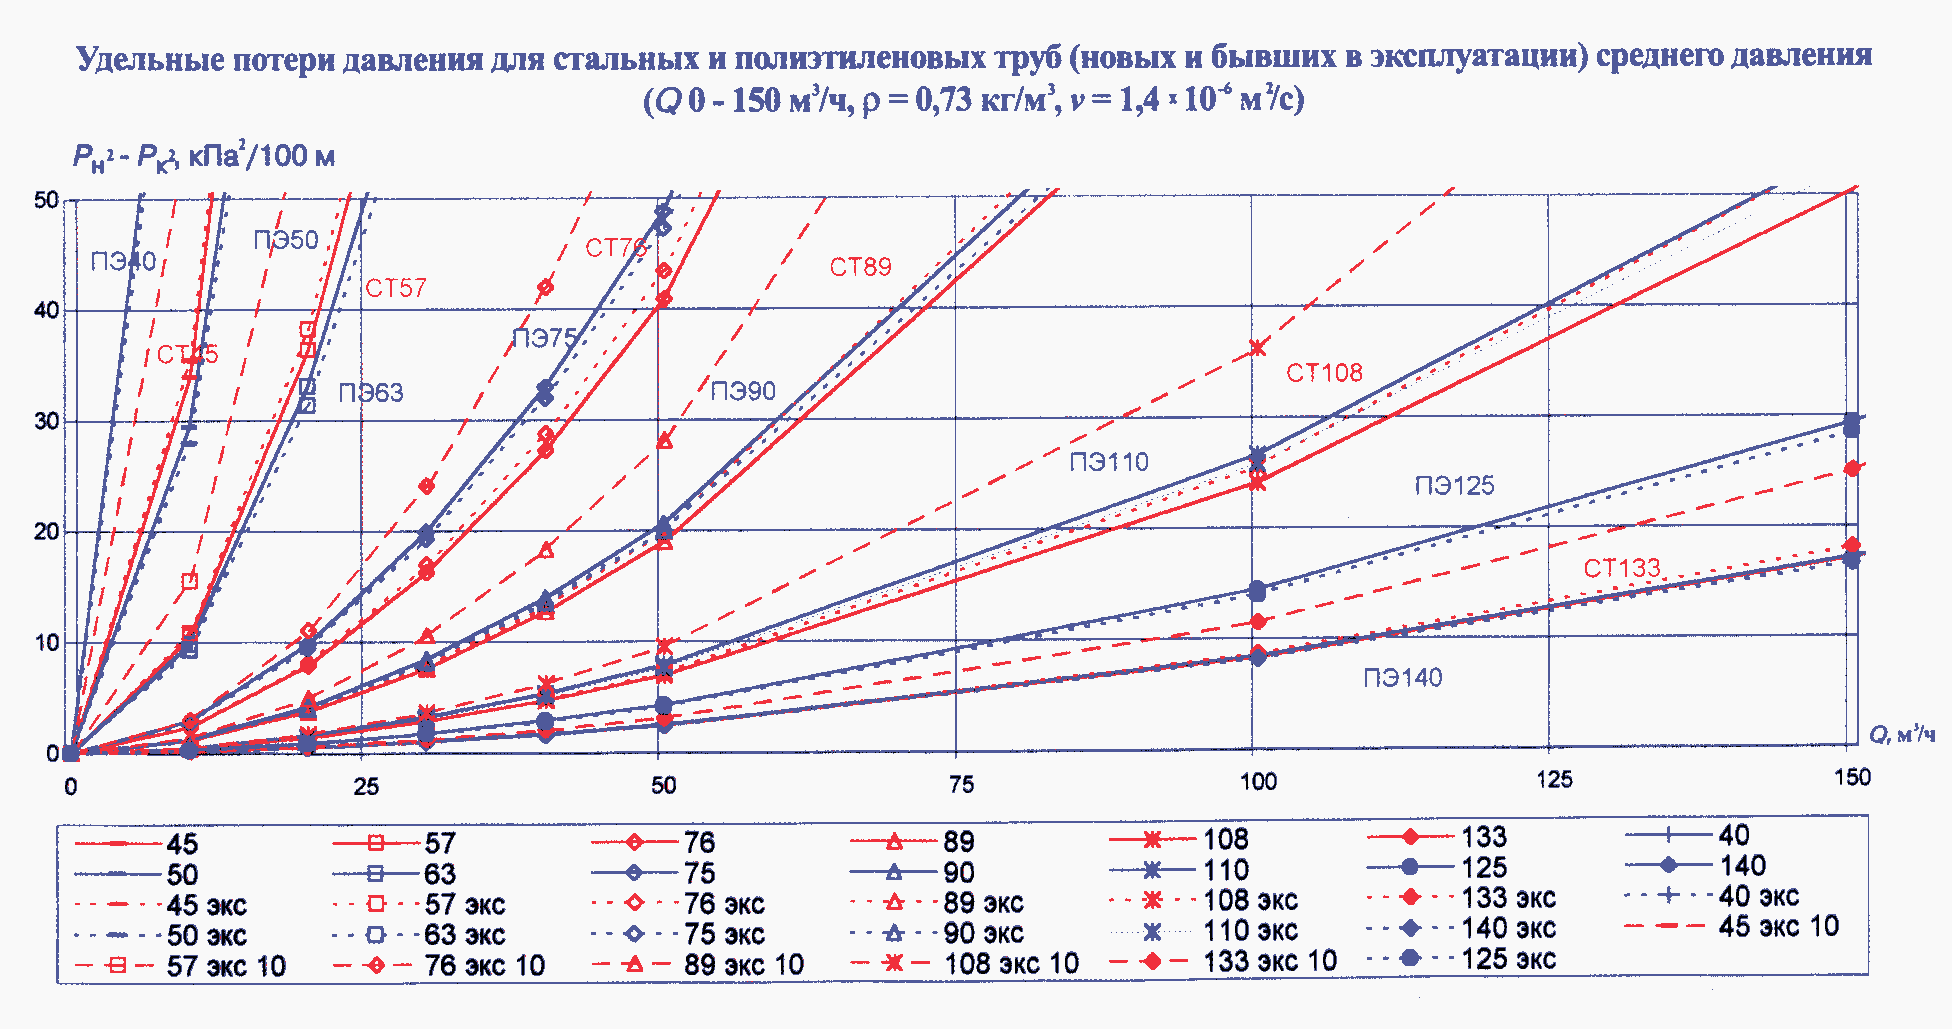 Удельные потери давления для стальных и полиэтиленовых труб (новых и бывших в эксплуатации) среднего давления
(Q 0 - 150 м³/ч, ρ = 0,73 кг/м³, ν = 1,4 × 10⁻⁶ м²/с)
Pн² - Pк², кПа²/100 м
50
40
30
20
10
0
ПЭ40
ПЭ50
СТ45
СТ57
ПЭ63
СТ76
ПЭ75
СТ89
ПЭ90
СТ108
ПЭ110
ПЭ125
СТ133
ПЭ140
Q, м³/ч
0 25 50 75 100 125 150
45 57 76 89 108 133 40
50 63 75 90 110 125 140
45 экс 57 экс 76 экс 89 экс 108 экс 133 экс 40 экс
50 экс 63 экс 75 экс 90 экс 110 экс 140 экс 45 экс 10
57 экс 10 76 экс 10 89 экс 10 108 экс 10 133 экс 10 125 экс